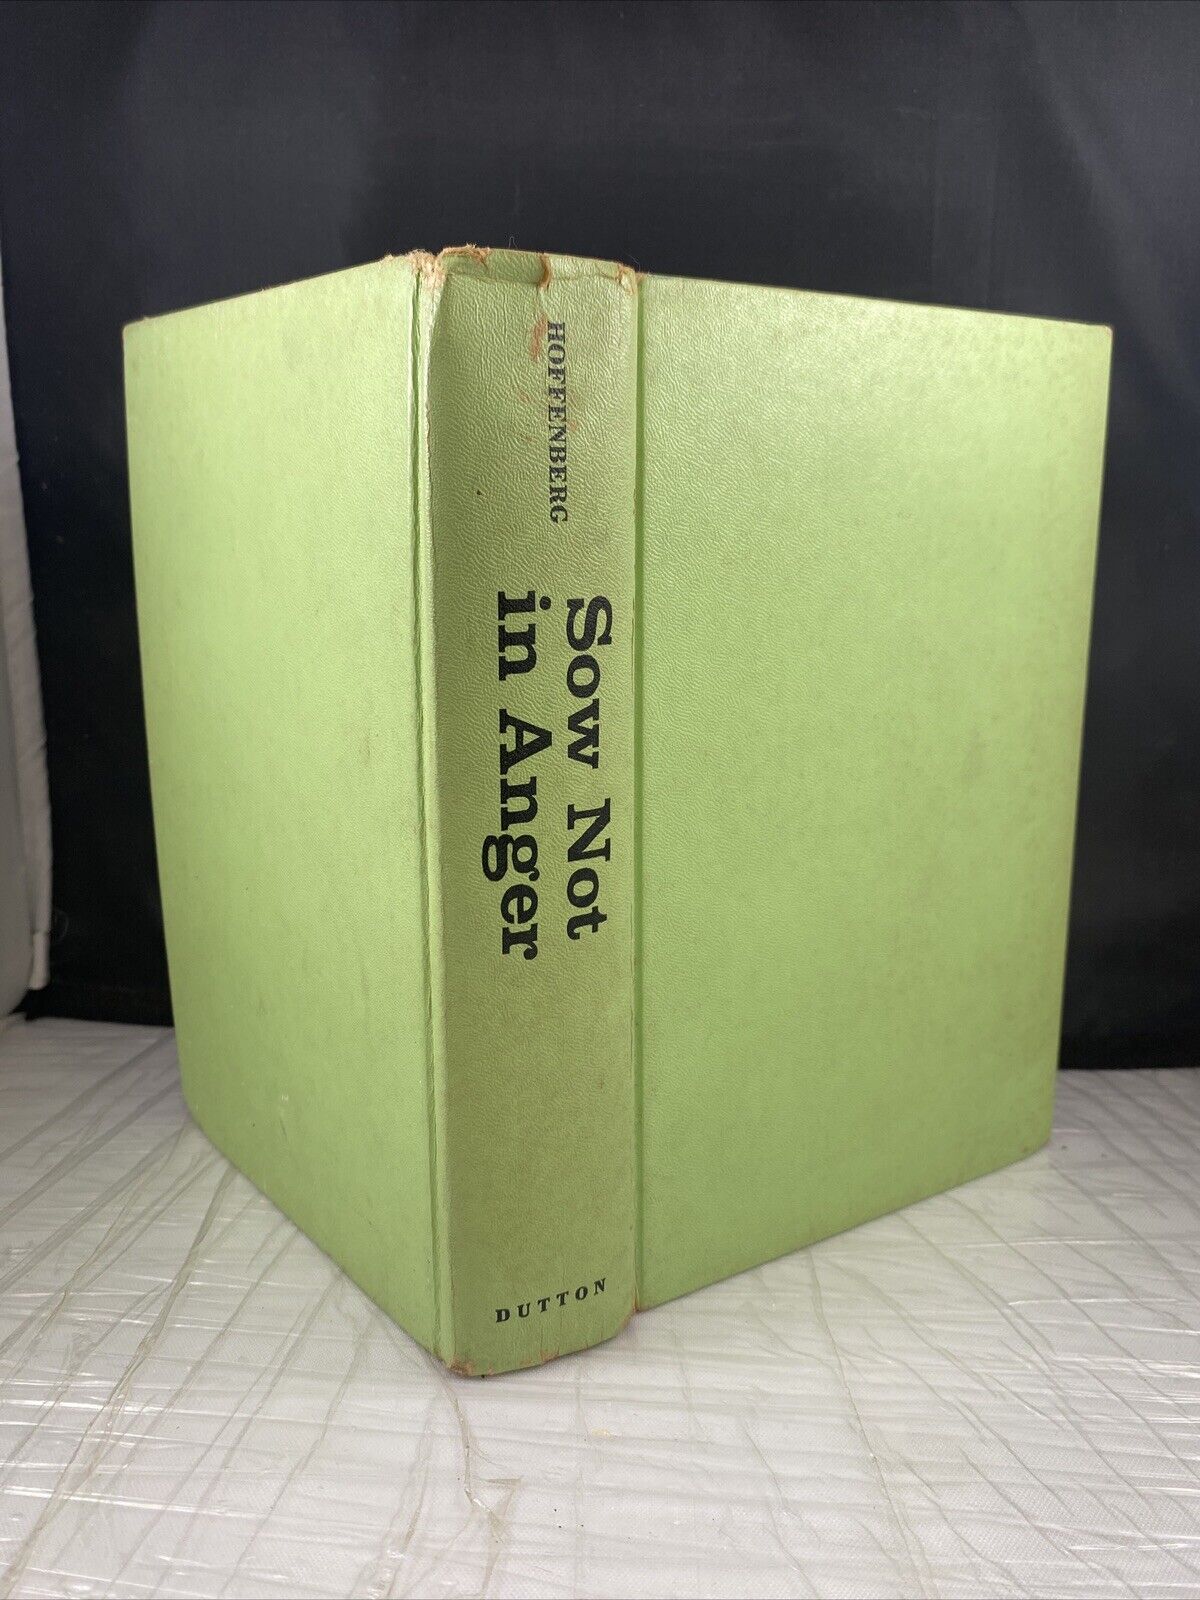 HOFFENBERG
Sow Not
in Anger
DUTTON